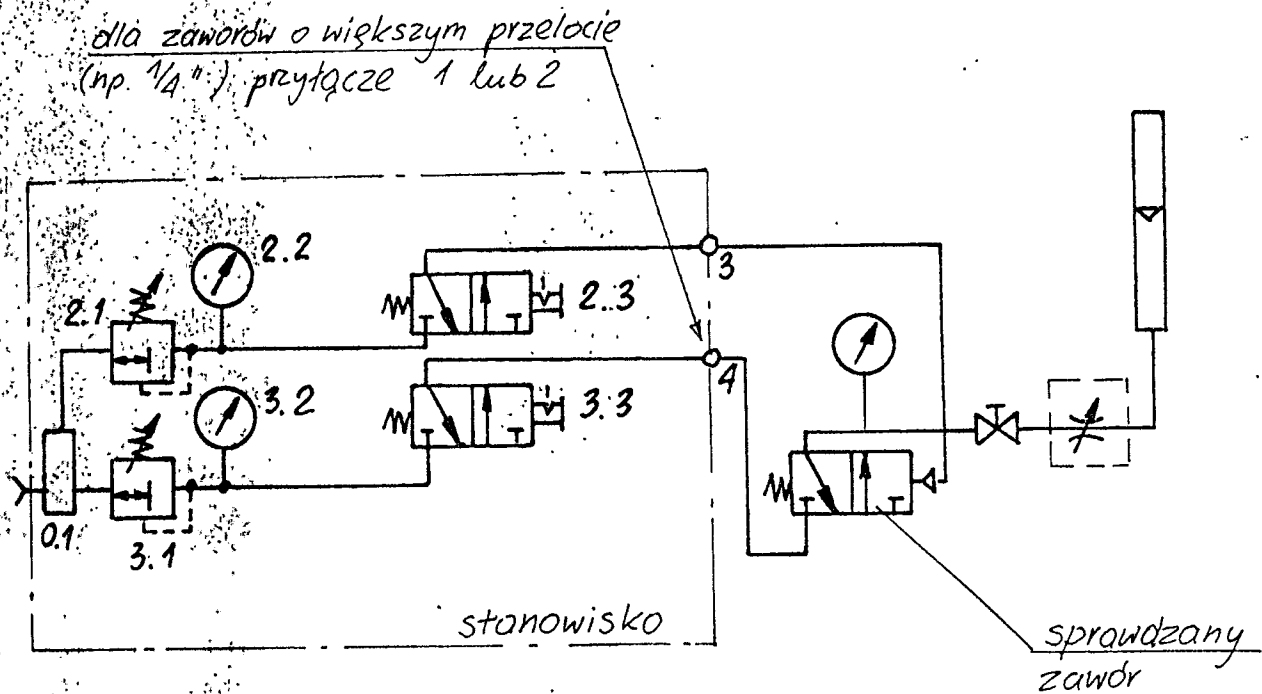 dla zaworów o większym przelocie
(np. 1/4") przyłącze 1 lub 2
2.2
2.1
2.3
3
3.2
3.3
4
0.1
3.1
stanowisko
sprawdzany
zawór